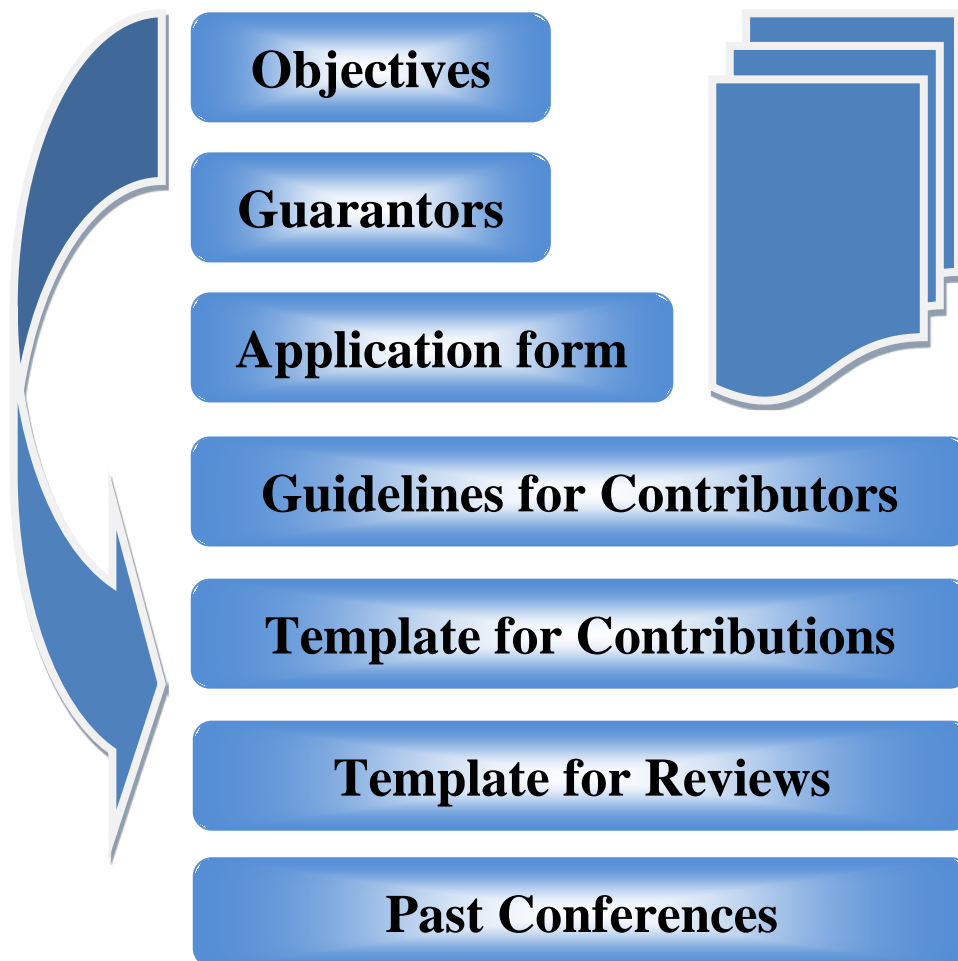 Objectives
Guarantors
Application form
Guidelines for Contributors
Template for Contributions
Template for Reviews
Past Conferences